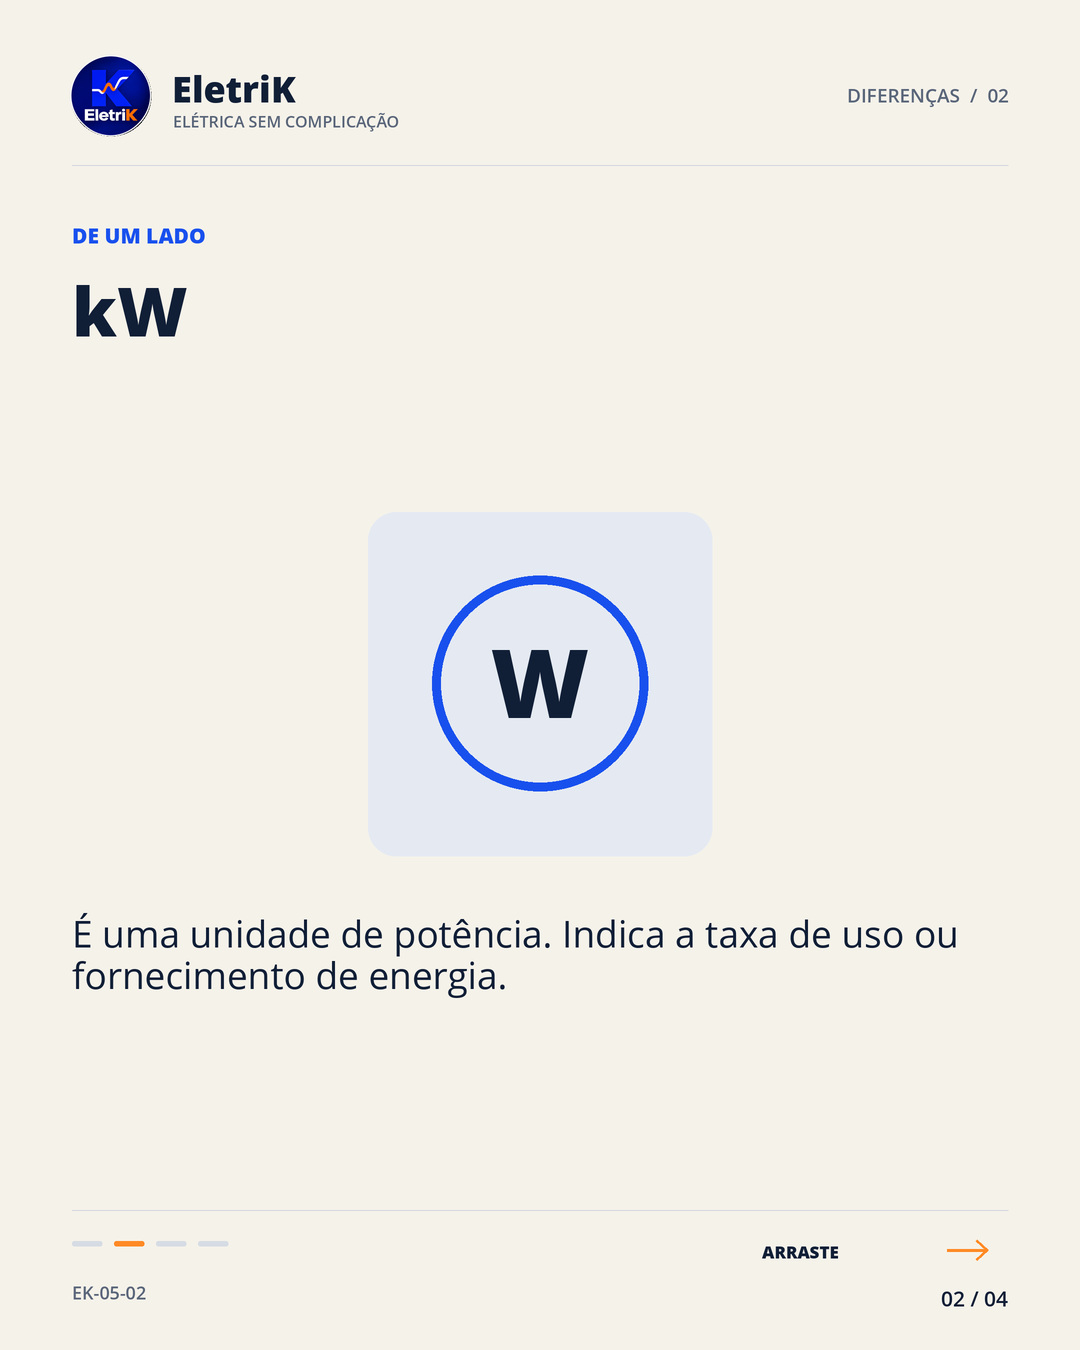 K
EletriK
EletriK
ELÉTRICA SEM COMPLICAÇÃO
DIFERENÇAS / 02
DE UM LADO
kW
W
É uma unidade de potência. Indica a taxa de uso ou
fornecimento de energia.
ARRASTE
EK-05-02
02 / 04